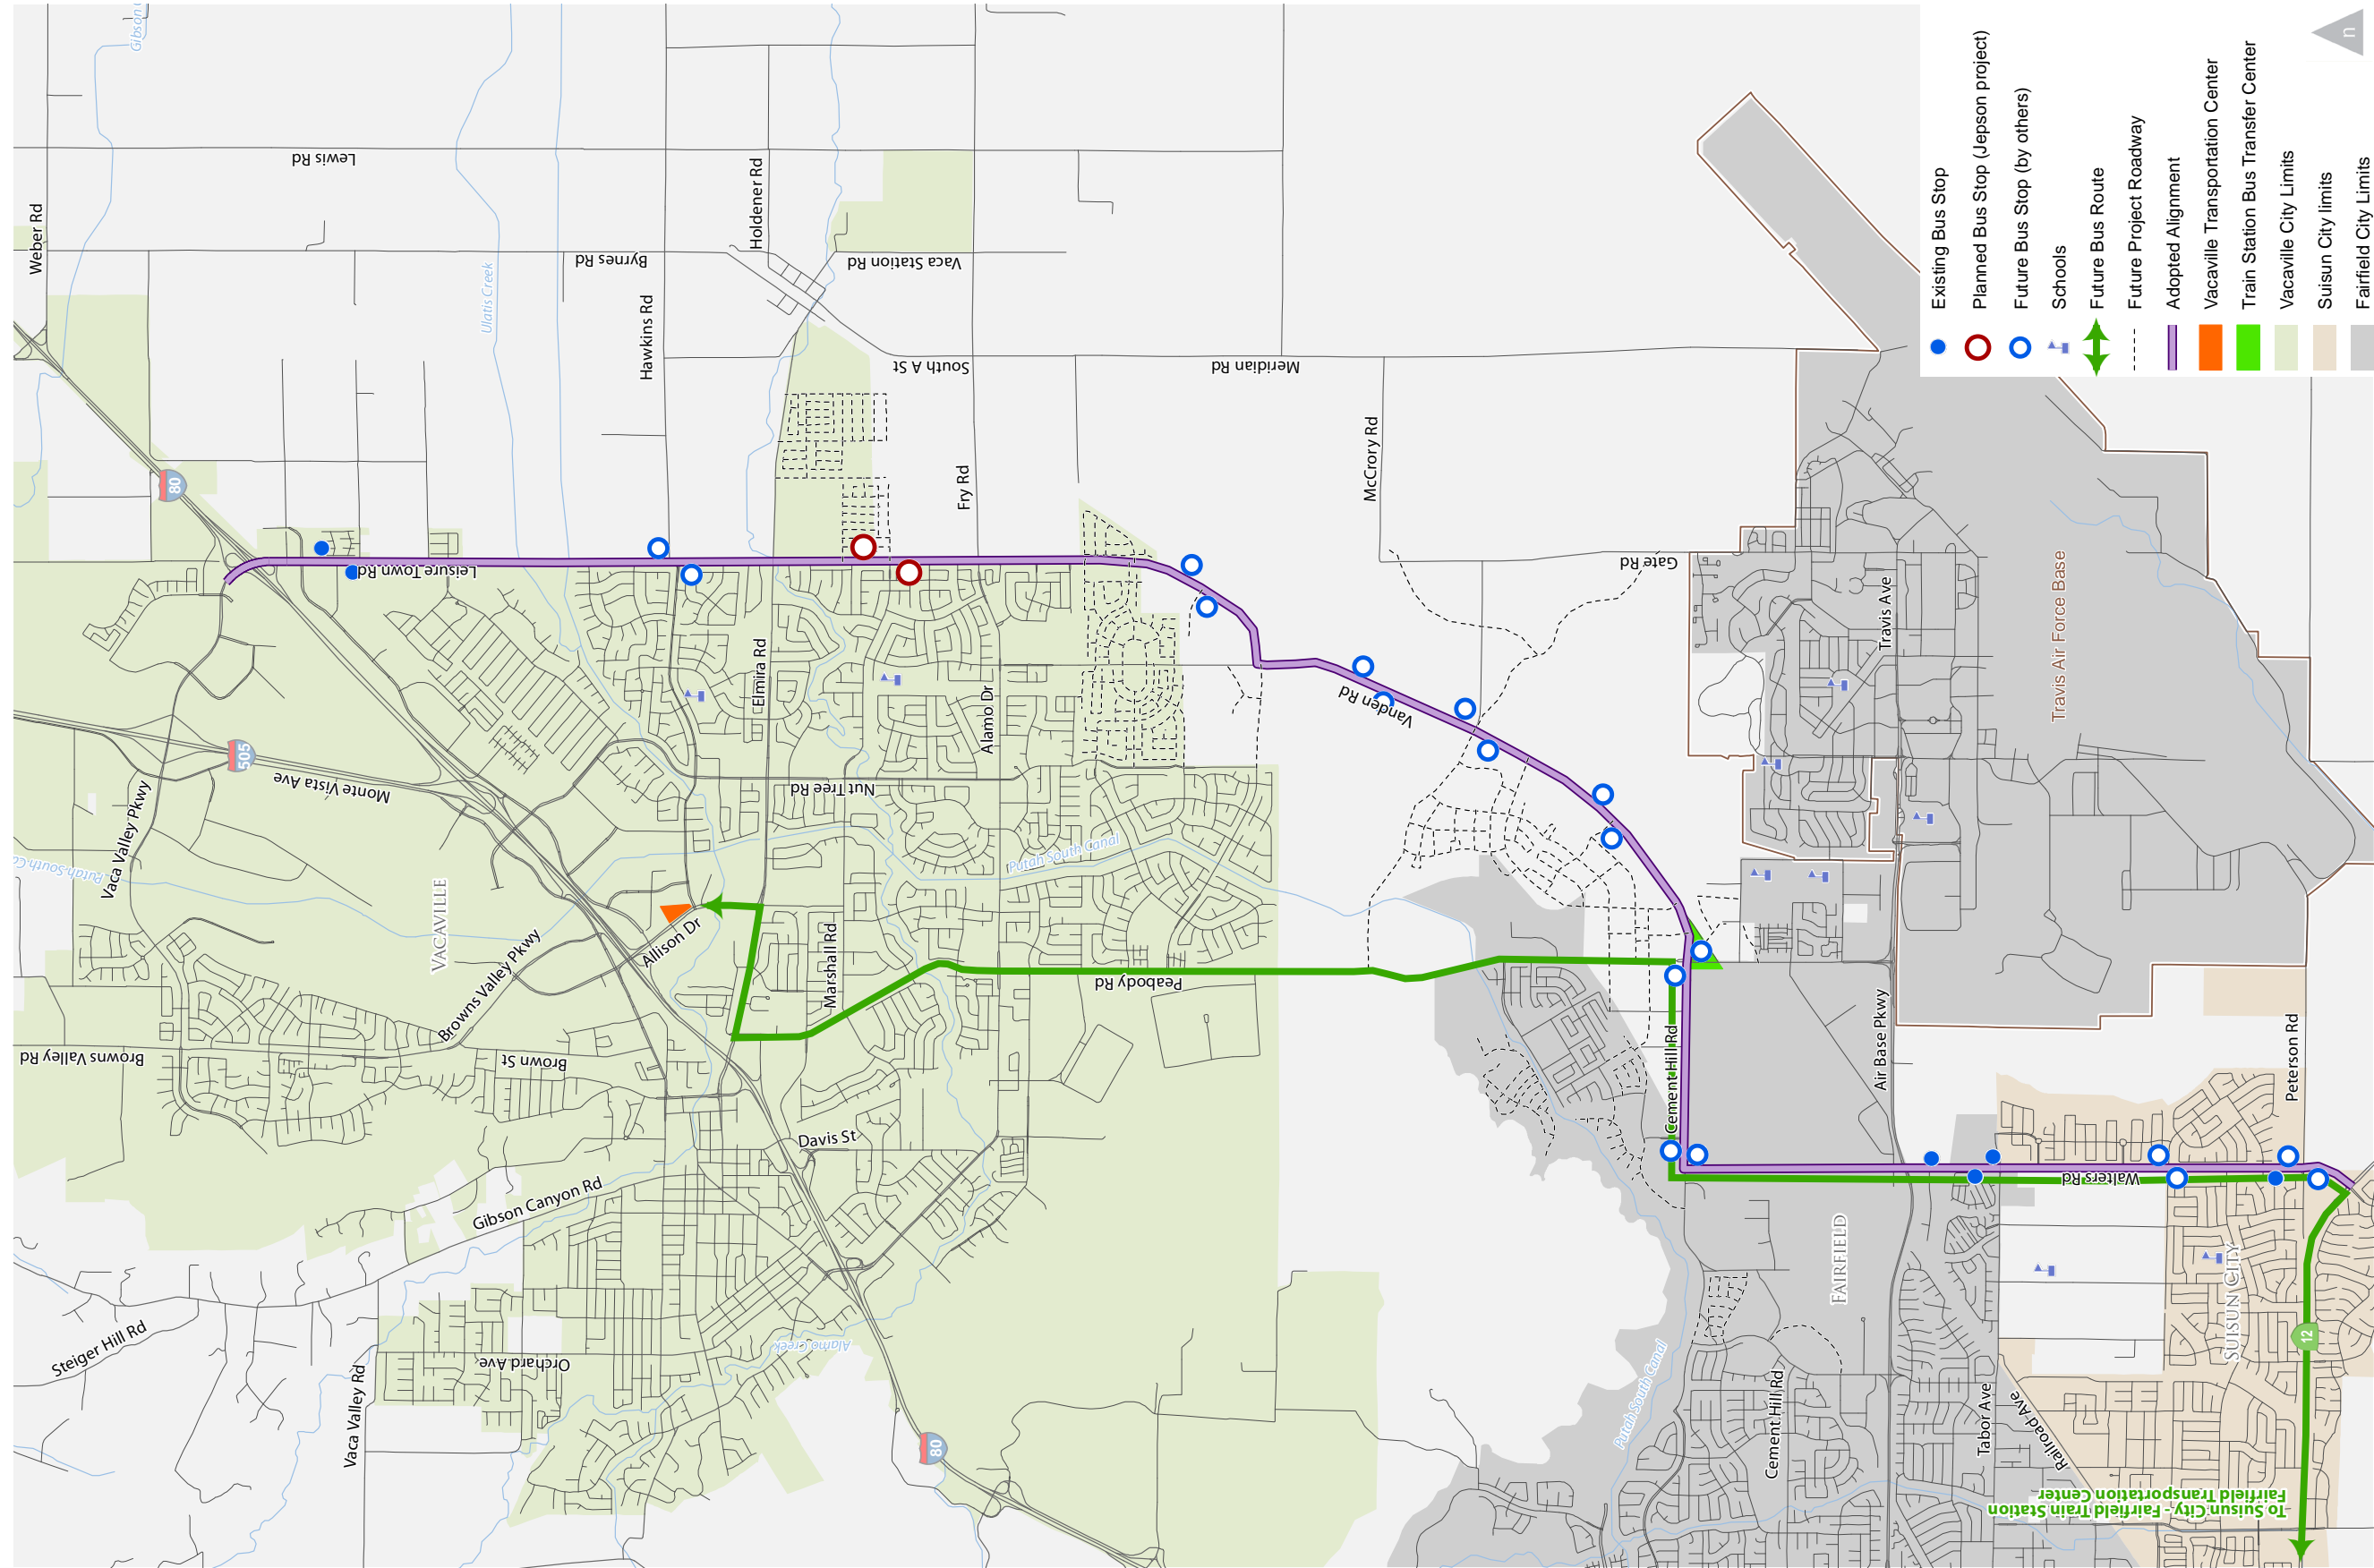 Gibson C
Weber Rd
Lewis Rd
Ulatis Creek
Byrnes Rd
Hawkins Rd
Holdener Rd
Vaca Station Rd
South A St
Meridian Rd
80
Fry Rd
McCrory Rd
Leisure Town Rd
Gate Rd
Elmira Rd
Alamo Dr
Vanden Rd
Travis Ave
Travis Air Force Base
505
Monte Vista Ave
Nut Tree Rd
Vaca Valley Pkwy
Putah South Ca
Putah South Canal
VACAVILLE
Allison Dr
Marshall Rd
Peabody Rd
Browns Valley Pkwy
Browns Valley Rd
Brown St
Cement Hill Rd
Air Base Pkwy
Peterson Rd
Davis St
Gibson Canyon Rd
Walters Rd
FAIRFIELD
SUISUN CITY
Steiger Hill Rd
Orchard Ave
Alamo Creek
Vaca Valley Rd
80
Putah South Canal
Cement Hill Rd
Tabor Ave
Railroad Ave
12
To Suisun City - Fairfield Train Station
Fairfield Transportation Center
Existing Bus Stop
Planned Bus Stop (Jepson project)
Future Bus Stop (by others)
Schools
Future Bus Route
Future Project Roadway
Adopted Alignment
Vacaville Transportation Center
Train Station Bus Transfer Center
Vacaville City Limits
Suisun City limits
Fairfield City Limits
n